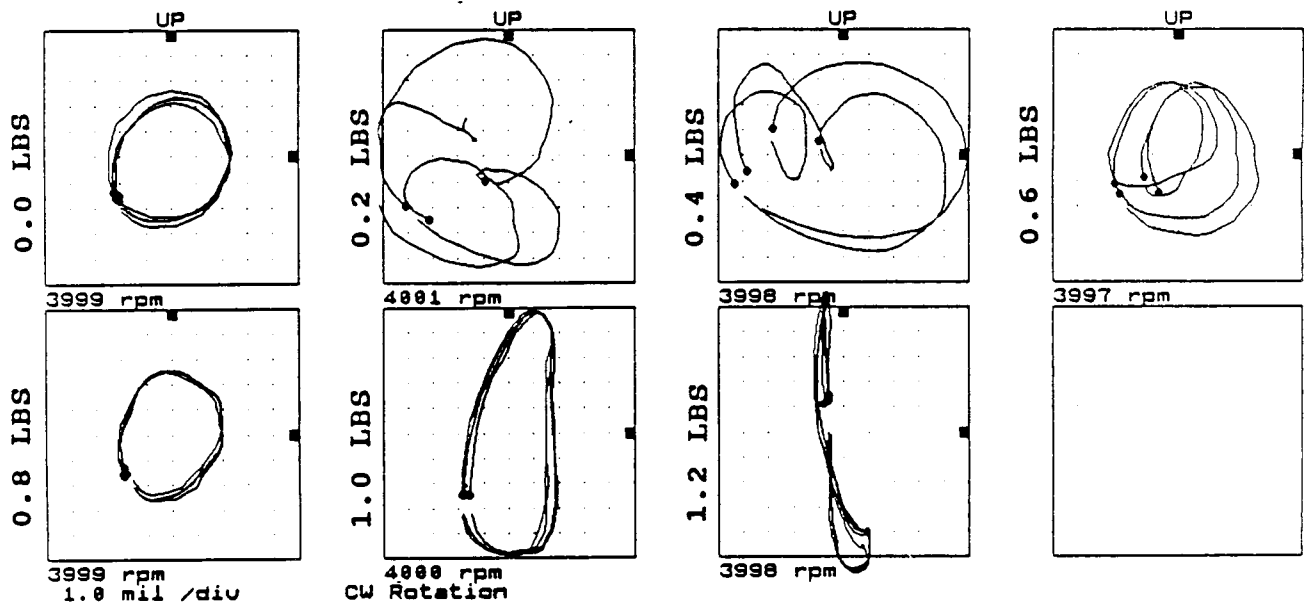 UP
UP
UP
UP
0.0 LBS
0.2 LBS
0.4 LBS
0.6 LBS
3999 rpm
4001 rpm
3998 rpm
3997 rpm
0.8 LBS
1.0 LBS
1.2 LBS
3999 rpm
4000 rpm
3998 rpm
1.0 mil /div
CW Rotation